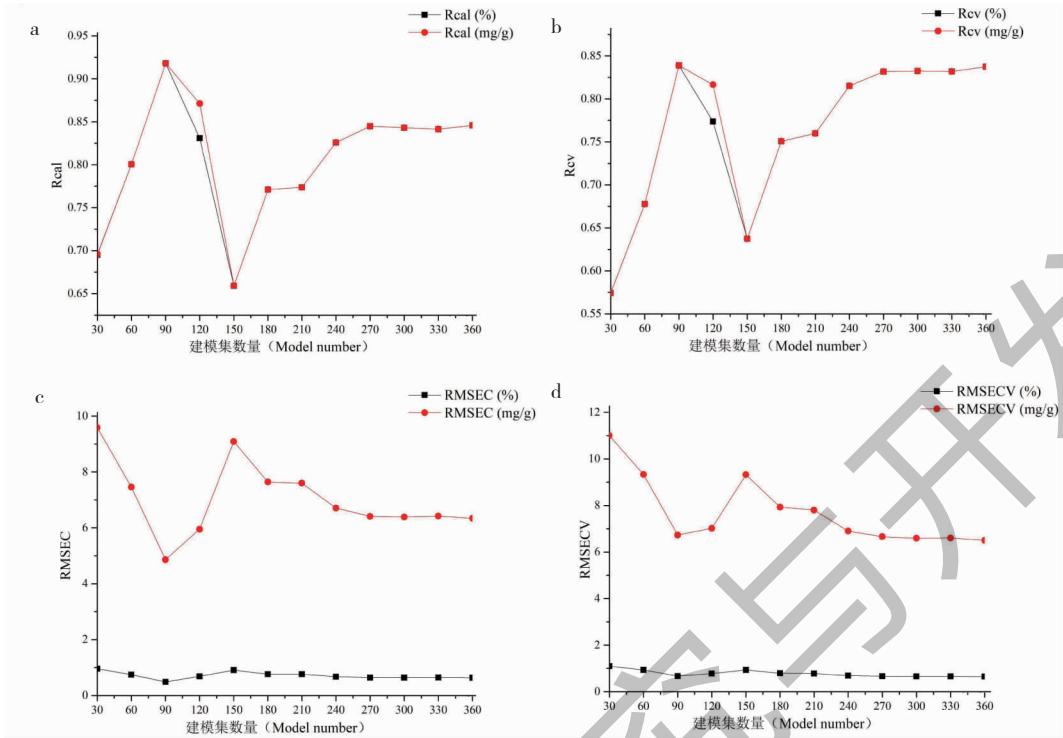 a
Rcal (%)
Rcal (mg/g)
0.95
0.90
0.85
0.80
0.75
0.70
0.65
Rcal
30 60 90 120 150 180 210 240 270 300 330 360
建模集数量（Model number）
b
Rcv (%)
Rcv (mg/g)
0.85
0.80
0.75
0.70
0.65
0.60
0.55
Rcv
30 60 90 120 150 180 210 240 270 300 330 360
建模集数量（Model number）
c
RMSEC (%)
RMSEC (mg/g)
10
8
6
4
2
0
RMSEC
30 60 90 120 150 180 210 240 270 300 330 360
建模集数量（Model number）
d
RMSECV (%)
RMSECV (mg/g)
12
10
8
6
4
2
0
RMSECV
30 60 90 120 150 180 210 240 270 300 330 360
建模集数量（Model number）
与开